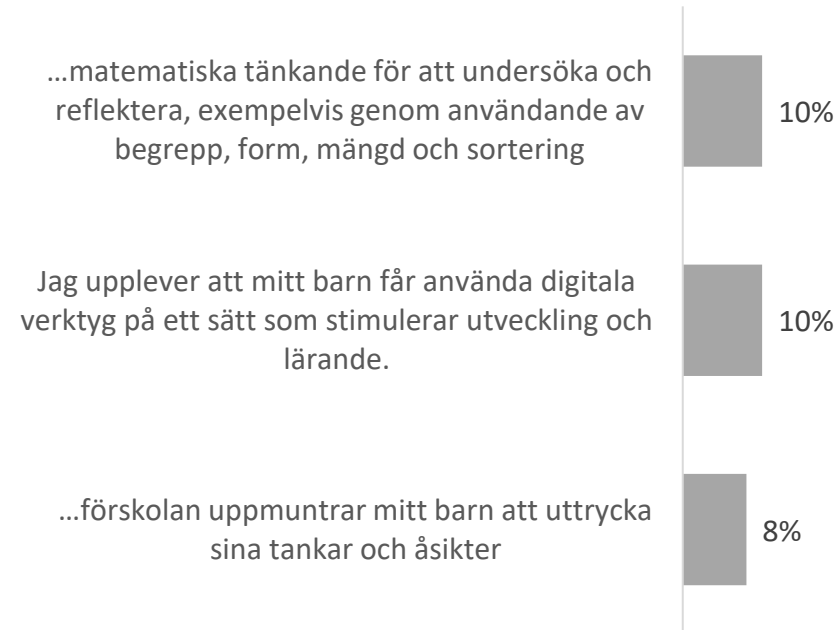 ...matematiska tänkande för att undersöka och
reflektera, exempelvis genom användande av
begrepp, form, mängd och sortering
10%
Jag upplever att mitt barn får använda digitala
verktyg på ett sätt som stimulerar utveckling och
lärande.
10%
...förskolan uppmuntrar mitt barn att uttrycka
sina tankar och åsikter
8%